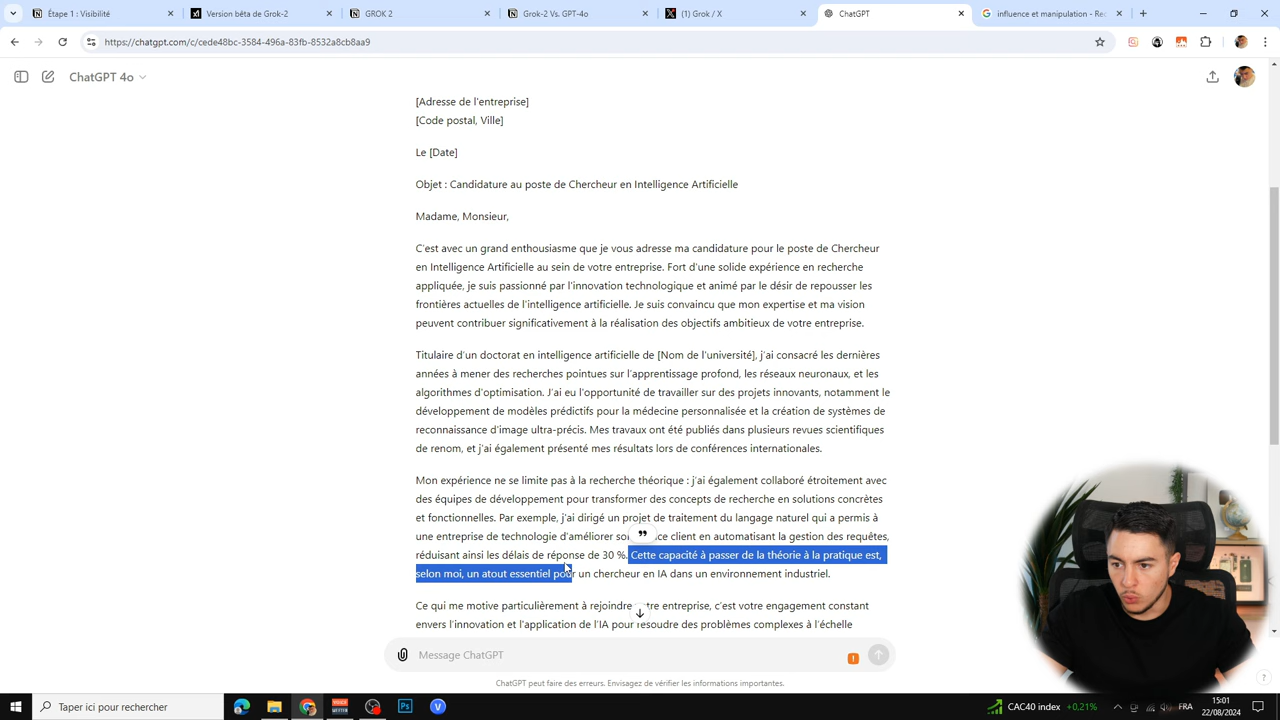 Étape 1 : Visibilité
Version bêta de Grok-2
GROK 2
Grok-2 Vs. GPT-4o
(1) Grok / X
ChatGPT
influence et manipulation - Rec
https://chatgpt.com/c/cede48bc-3584-496a-83fb-8532a8cb8aa9
ChatGPT 4o
[Adresse de l'entreprise]
[Code postal, Ville]
Le [Date]
Objet : Candidature au poste de Chercheur en Intelligence Artificielle
Madame, Monsieur,
C'est avec un grand enthousiasme que je vous adresse ma candidature pour le poste de Chercheur
en Intelligence Artificielle au sein de votre entreprise. Fort d'une solide expérience en recherche
appliquée, je suis passionné par l'innovation technologique et animé par le désir de repousser les
frontières actuelles de l'intelligence artificielle. Je suis convaincu que mon expertise et ma vision
peuvent contribuer significativement à la réalisation des objectifs ambitieux de votre entreprise.
Titulaire d'un doctorat en intelligence artificielle de [Nom de l'université], j'ai consacré les dernières
années à mener des recherches pointues sur l'apprentissage profond, les réseaux neuronaux, et les
algorithmes d'optimisation. J'ai eu l'opportunité de travailler sur des projets innovants, notamment le
développement de modèles prédictifs pour la médecine personnalisée et la création de systèmes de
reconnaissance d'image ultra-précis. Mes travaux ont été publiés dans plusieurs revues scientifiques
de renom, et j'ai également présenté mes résultats lors de conférences internationales.
Mon expérience ne se limite pas à la recherche théorique : j'ai également collaboré étroitement avec
des équipes de développement pour transformer des concepts de recherche en solutions concrètes
et fonctionnelles. Par exemple, j'ai dirigé un projet de traitement du langage naturel qui a permis à
une entreprise de technologie d'améliorer client en automatisant la gestion des requêtes,
réduisant ainsi les délais de réponse de 30 %. Cette capacité à passer de la théorie à la pratique est,
selon moi, un atout essentiel pour un chercheur en IA dans un environnement industriel.
Ce qui me motive particulièrement à rejoindre entreprise, c'est votre engagement constant
envers l'innovation et l'application de l'IA pour résoudre des problèmes complexes à l'échelle
Message ChatGPT
ChatGPT peut faire des erreurs. Envisagez de vérifier les informations importantes.
Taper ici pour rechercher
CAC40 index +0,21%
FRA
15:01
22/08/2024